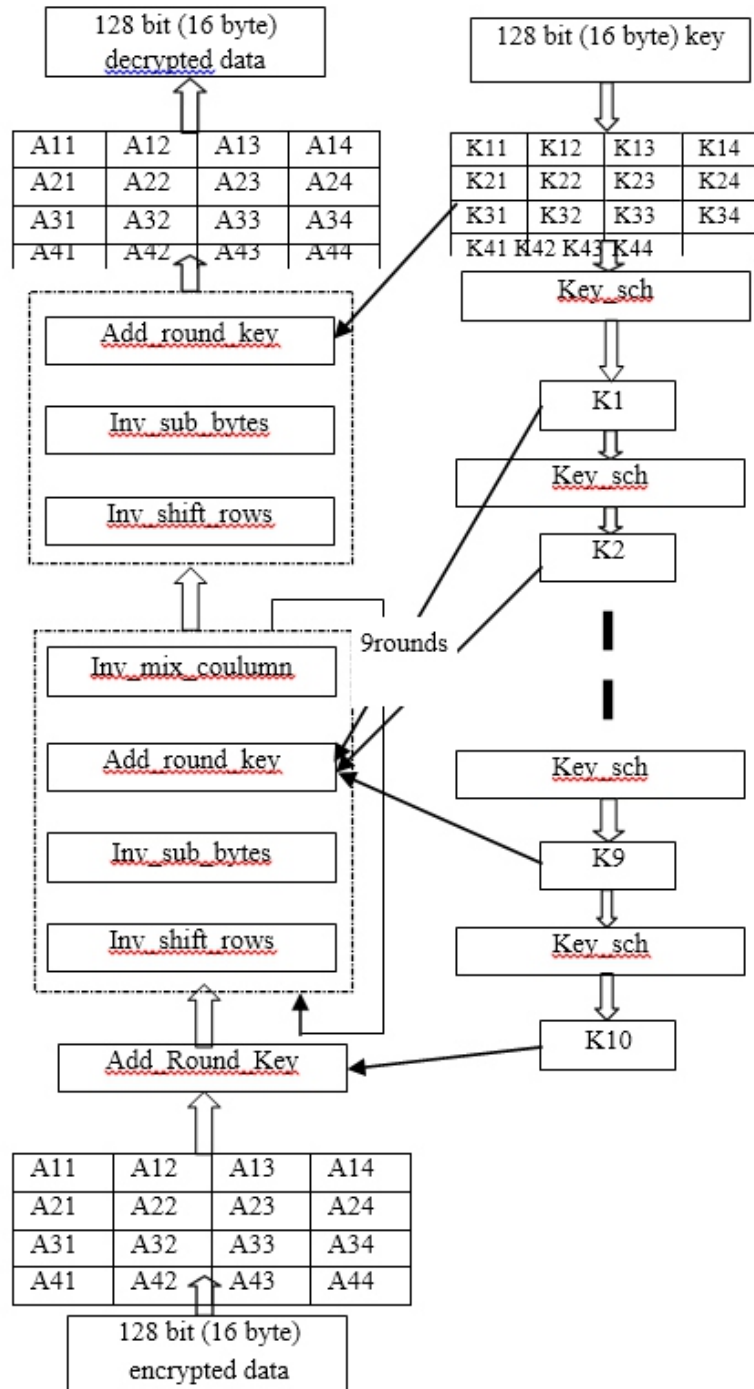 128 bit (16 byte)
decrypted data
A11 A12 A13 A14
A21 A22 A23 A24
A31 A32 A33 A34
A41 A42 A43 A44
Add_round_key
Inv_sub_bytes
Inv_shift_rows
9rounds
Inv_mix_coulumn
Add_round_key
Inv_sub_bytes
Inv_shift_rows
Add_Round_Key
A11 A12 A13 A14
A21 A22 A23 A24
A31 A32 A33 A34
A41 A42 A43 A44
128 bit (16 byte)
encrypted data
128 bit (16 byte) key
K11 K12 K13 K14
K21 K22 K23 K24
K31 K32 K33 K34
K41 K42 K43 K44
Key_sch
K1
Key_sch
K2
Key_sch
K9
Key_sch
K10